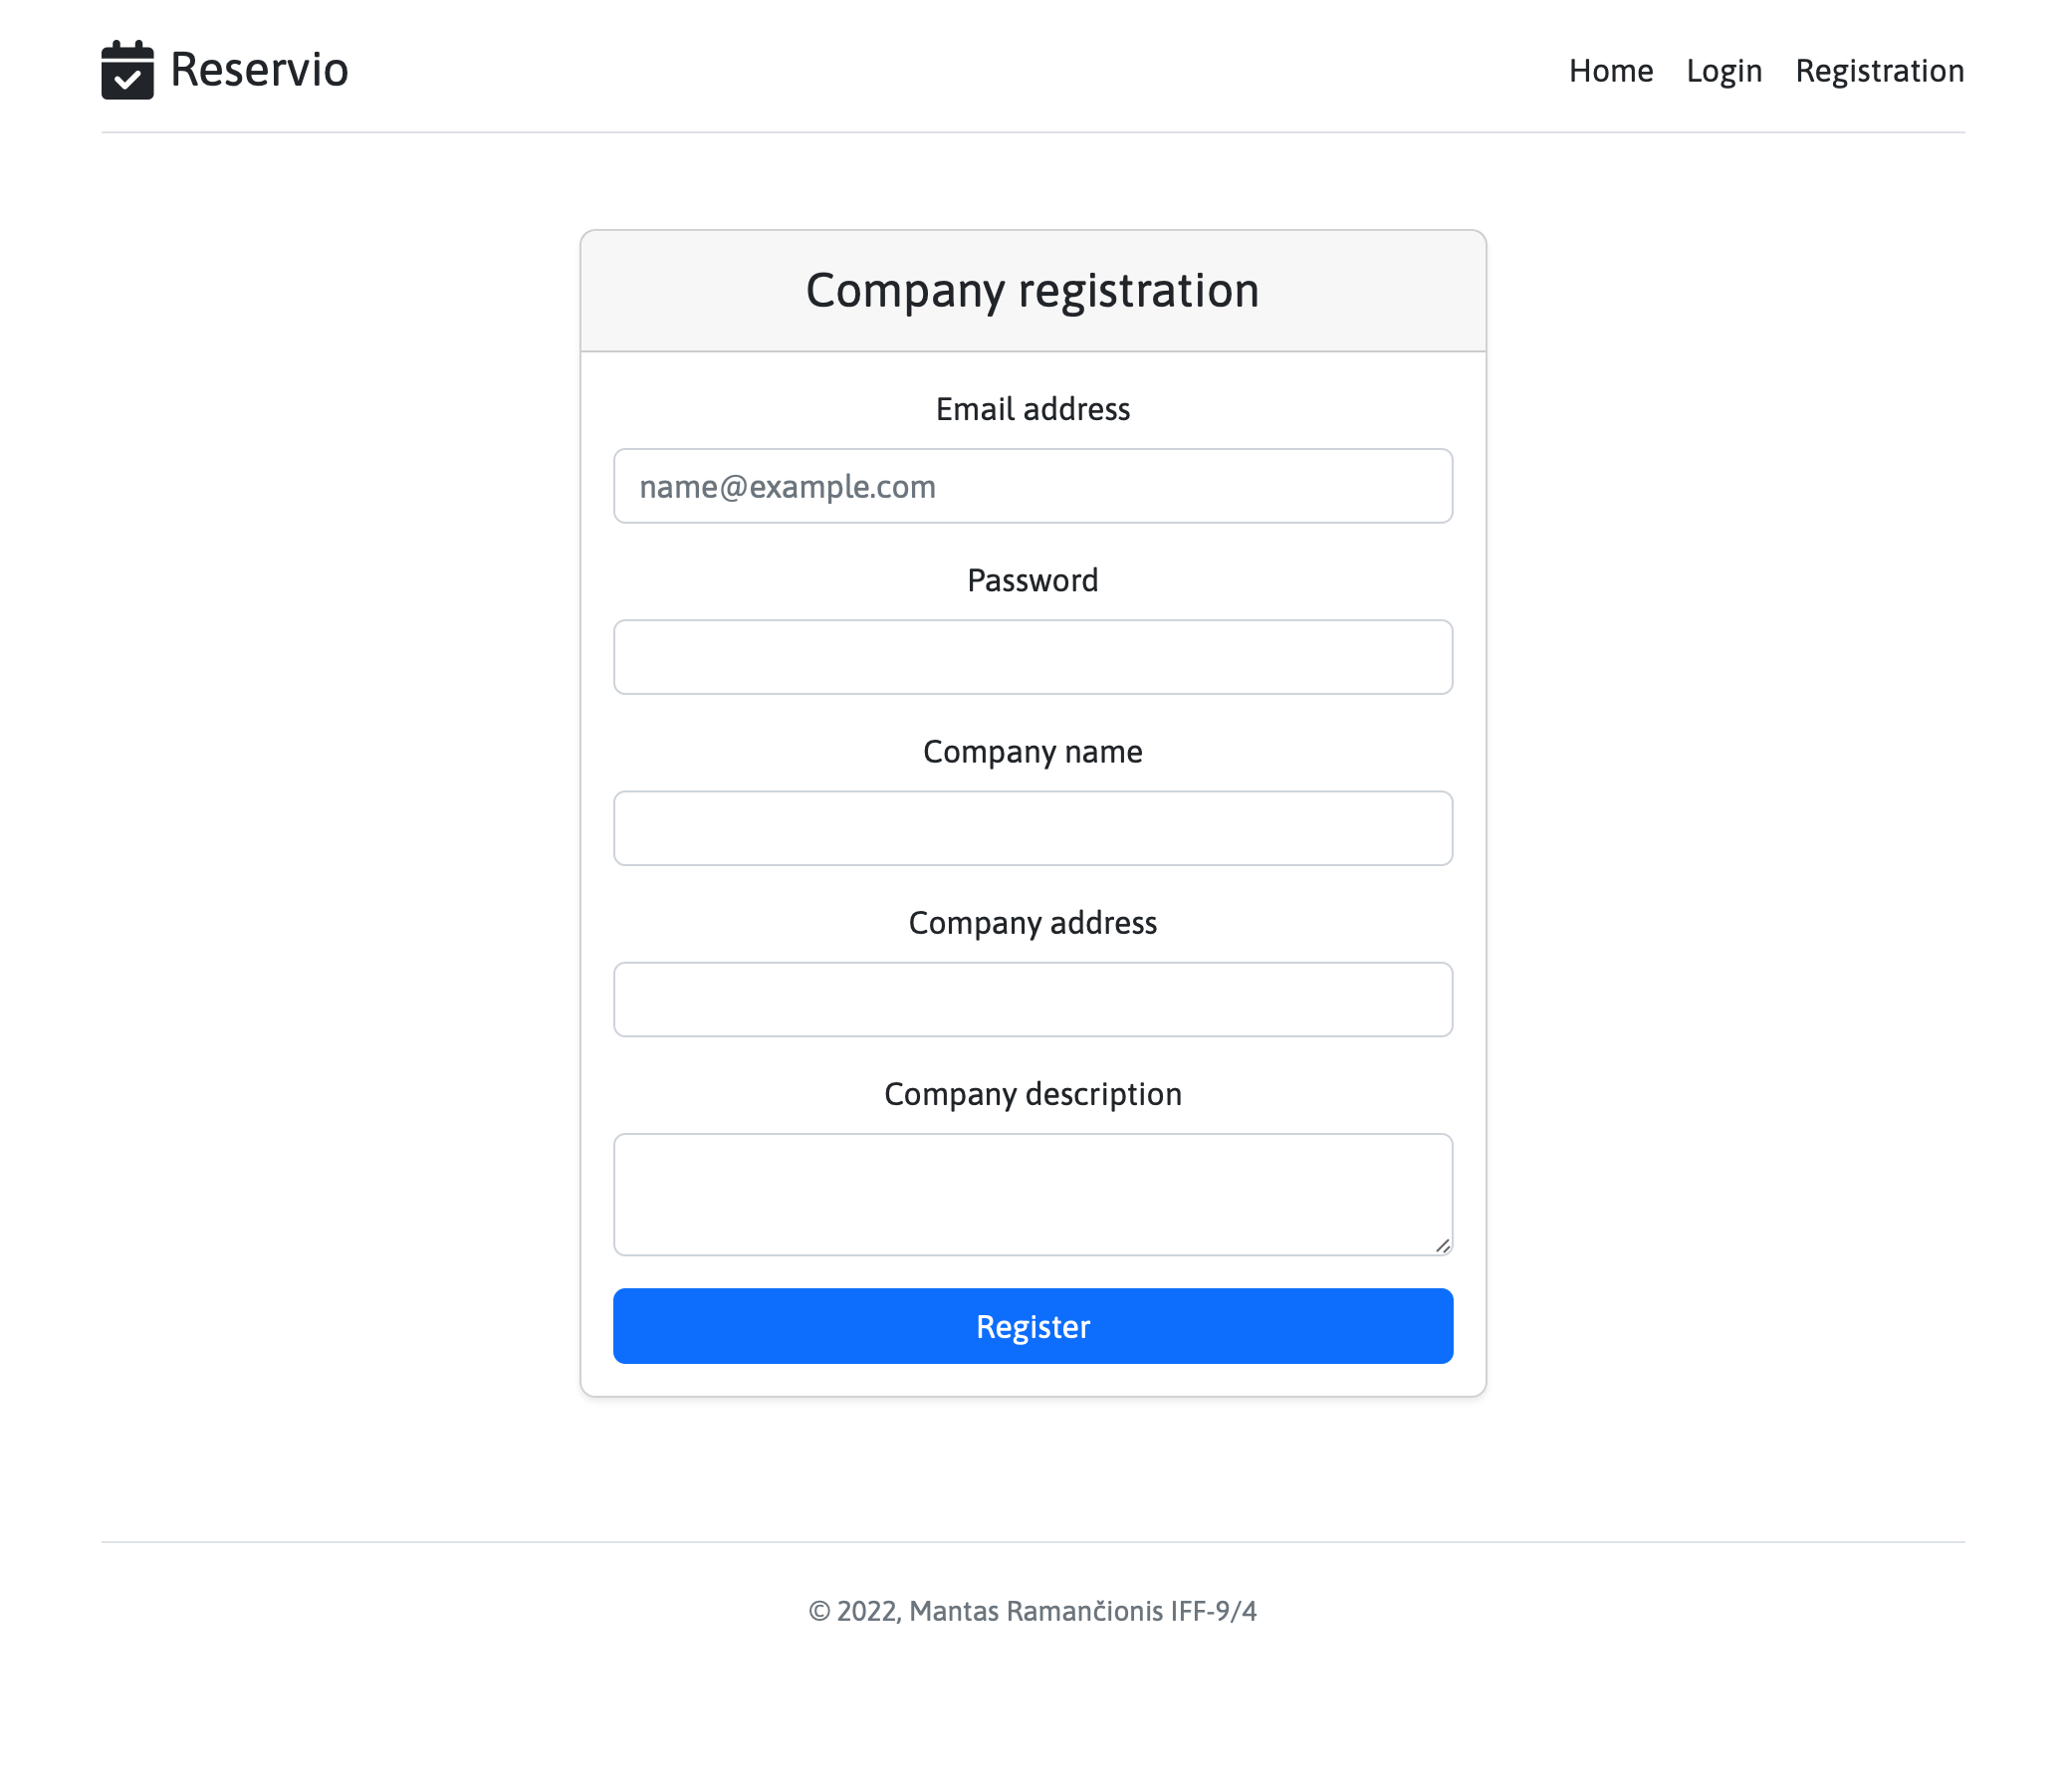 Reservio
Home Login Registration
Company registration
Email address
name@example.com
Password
Company name
Company address
Company description
Register
© 2022, Mantas Ramančionis IFF-9/4